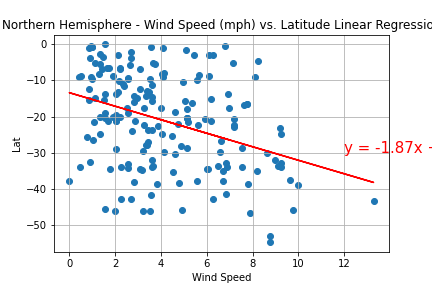 Northern Hemisphere - Wind Speed (mph) vs. Latitude Linear Regressio
0
−10
−20
−30
−40
−50
Lat
y = -1.87x +
0 2 4 6 8 10 12
Wind Speed